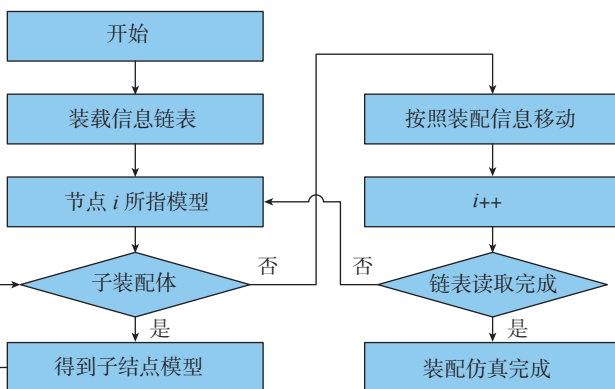 开始
装载信息链表
节点 i 所指模型
子装配体
否
是
得到子结点模型
按照装配信息移动
i++
否
链表读取完成
是
装配仿真完成